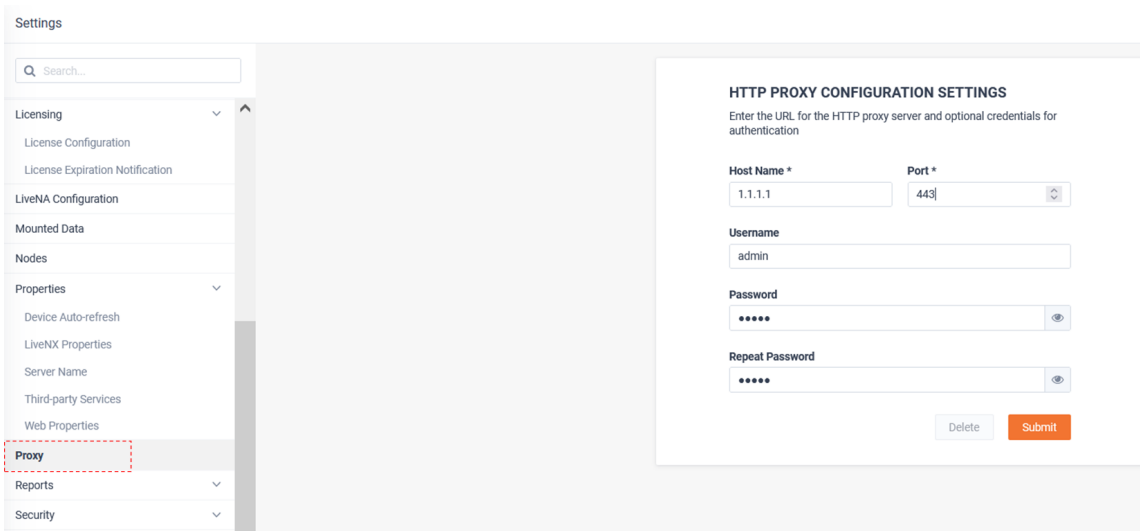 Settings
Search...
Licensing
License Configuration
License Expiration Notification
LiveNA Configuration
Mounted Data
Nodes
Properties
Device Auto-refresh
LiveNX Properties
Server Name
Third-party Services
Web Properties
Proxy
Reports
Security
HTTP PROXY CONFIGURATION SETTINGS
Enter the URL for the HTTP proxy server and optional credentials for
authentication
Host Name * Port *
1.1.1.1 443
Username
admin
Password
•••••
Repeat Password
•••••
Delete Submit